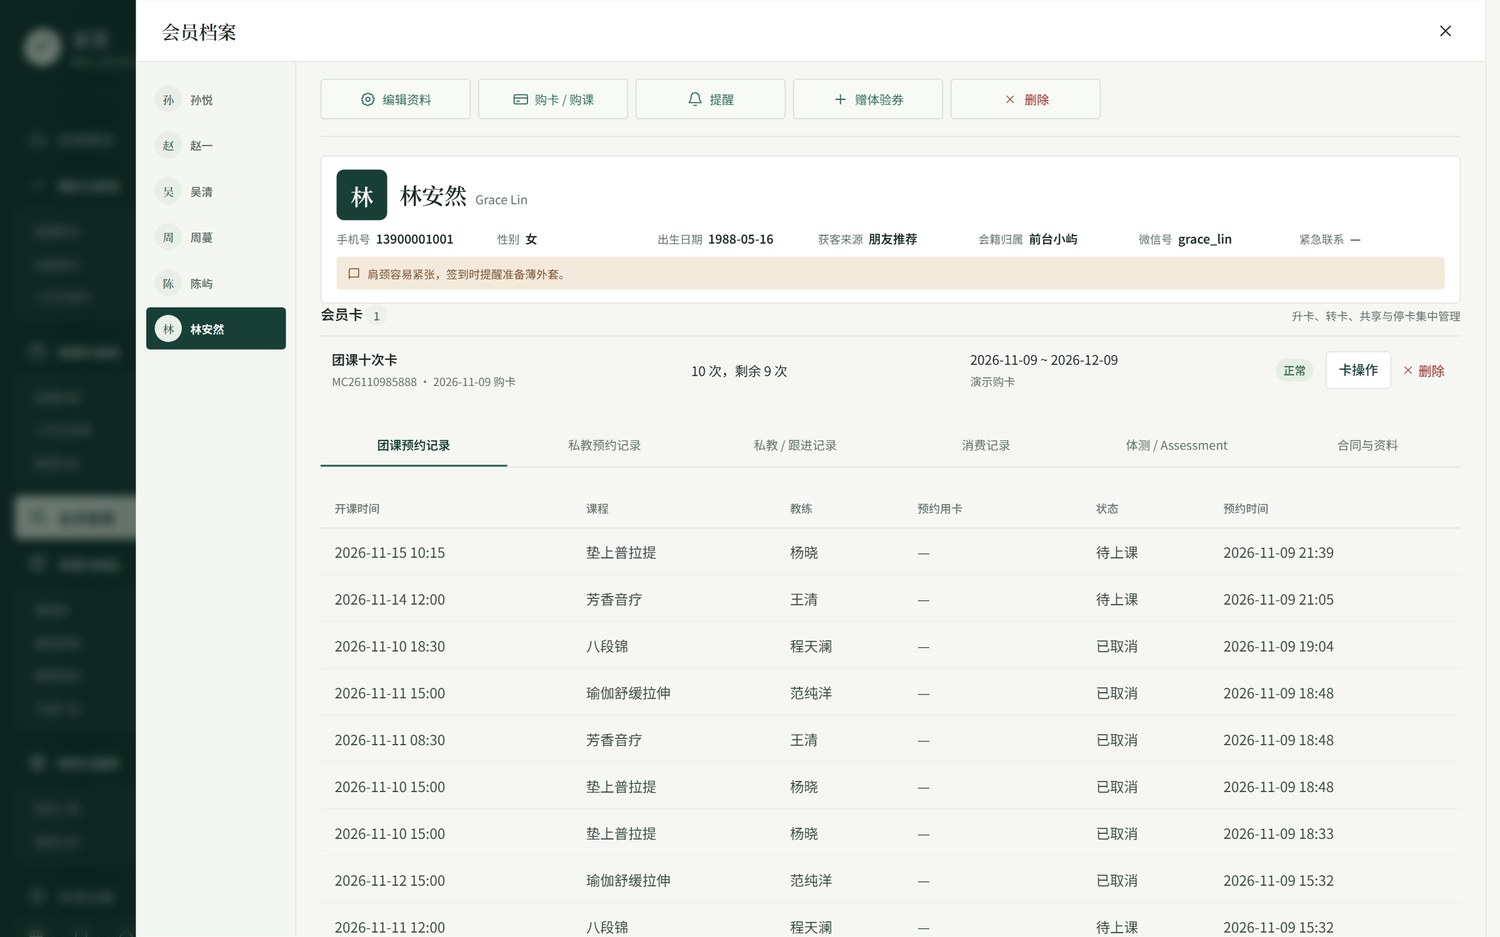 会员档案
孙 孙悦
赵 赵一
吴 吴清
周 周蔓
陈 陈屿
林 林安然
编辑资料 购卡 / 购课 提醒 赠体验券 删除
林 林安然 Grace Lin
手机号 13900001001 性别 女 出生日期 1988-05-16 获客来源 朋友推荐 会籍归属 前台小屿 微信号 grace_lin 紧急联系 —
肩颈容易紧张，签到时提醒准备薄外套。
会员卡 1 升卡、转卡、共享与停卡集中管理
团课十次卡
MC26110985888 · 2026-11-09 购卡
10 次，剩余 9 次
2026-11-09 ~ 2026-12-09
演示购卡
正常 卡操作 删除
团课预约记录 私教预约记录 私教 / 跟进记录 消费记录 体测 / Assessment 合同与资料
开课时间 课程 教练 预约用卡 状态 预约时间
2026-11-15 10:15 垫上普拉提 杨晓 — 待上课 2026-11-09 21:39
2026-11-14 12:00 芳香音疗 王清 — 待上课 2026-11-09 21:05
2026-11-10 18:30 八段锦 程天澜 — 已取消 2026-11-09 19:04
2026-11-11 15:00 瑜伽舒缓拉伸 范纯洋 — 已取消 2026-11-09 18:48
2026-11-11 08:30 芳香音疗 王清 — 已取消 2026-11-09 18:48
2026-11-10 15:00 垫上普拉提 杨晓 — 已取消 2026-11-09 18:48
2026-11-10 15:00 垫上普拉提 杨晓 — 已取消 2026-11-09 18:33
2026-11-12 15:00 瑜伽舒缓拉伸 范纯洋 — 已取消 2026-11-09 15:32
2026-11-11 12:00 八段锦 程天澜 — 待上课 2026-11-09 15:32